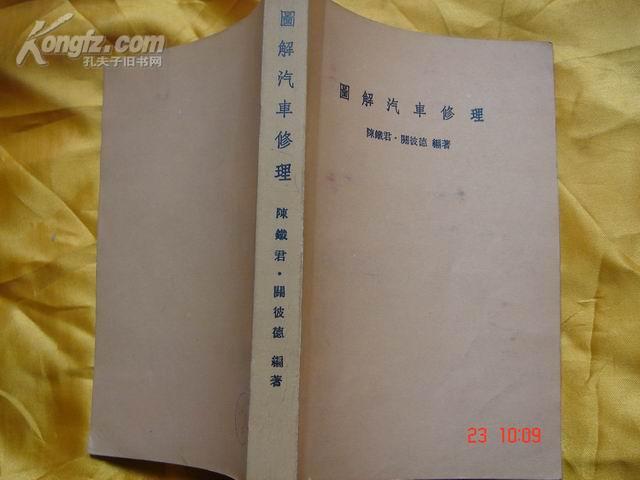 Kongfz.com
孔夫子旧书网
圖解汽車修理
陳鐵君·關彼德 編著
圖解汽車修理
陳鐵君·關彼德 編著
23 10:09